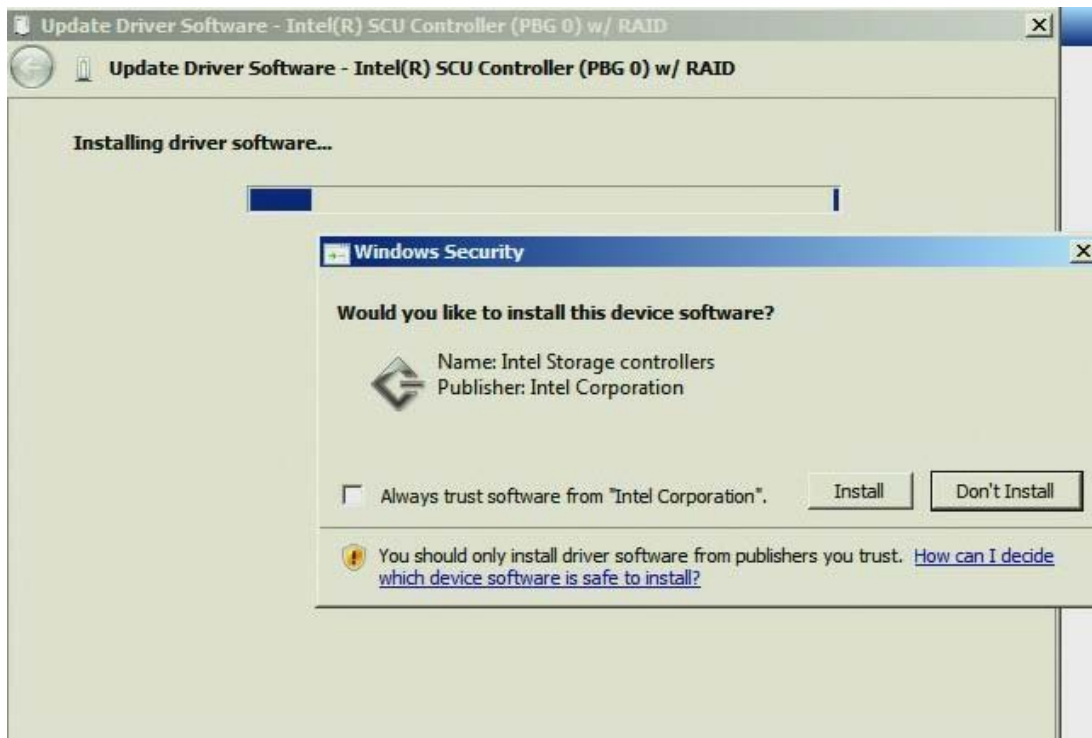 Update Driver Software - Intel(R) SCU Controller (PBG 0) w/ RAID
Update Driver Software - Intel(R) SCU Controller (PBG 0) w/ RAID
Installing driver software...
Windows Security
Would you like to install this device software?
Name: Intel Storage controllers
Publisher: Intel Corporation
Always trust software from "Intel Corporation".
Install
Don't Install
You should only install driver software from publishers you trust. How can I decide
which device software is safe to install?